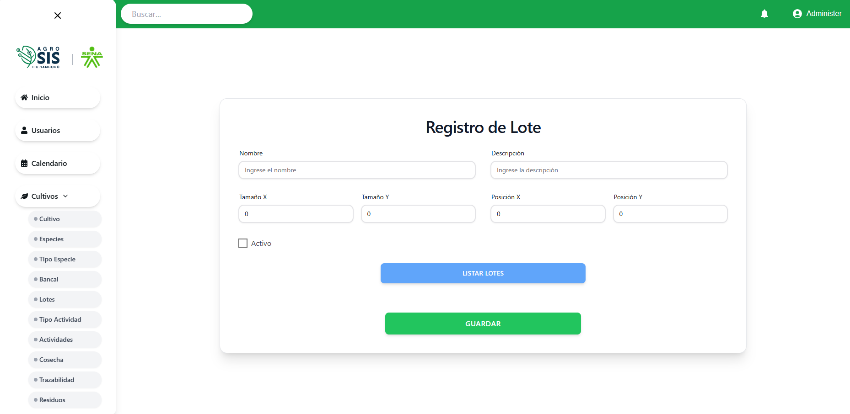 Buscar...
Administer
AGRO
SIS
SENA
Inicio
Usuarios
Calendario
Cultivos
Cultivo
Especies
Tipo Especie
Bancal
Lotes
Tipo Actividad
Actividades
Cosecha
Trazabilidad
Residuos
Registro de Lote
Nombre
Descripción
Ingrese el nombre
Ingrese la descripción
Tamaño X
Tamaño Y
Posición X
Posición Y
0
0
0
0
Activo
LISTAR LOTES
GUARDAR